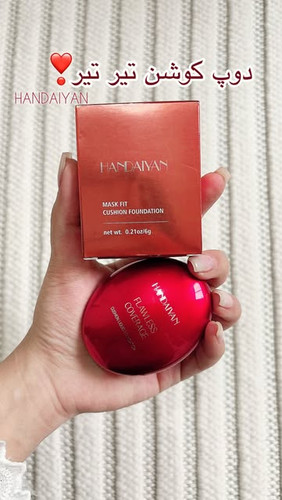 دوپ کوشن تیر تیر❣️
HANDAIYAN
HANDAIYAN
MASK FIT
CUSHION FOUNDATION
net wt. 0.21oz/6g
HANDAIYAN
FLAWLESS
COVERAGE